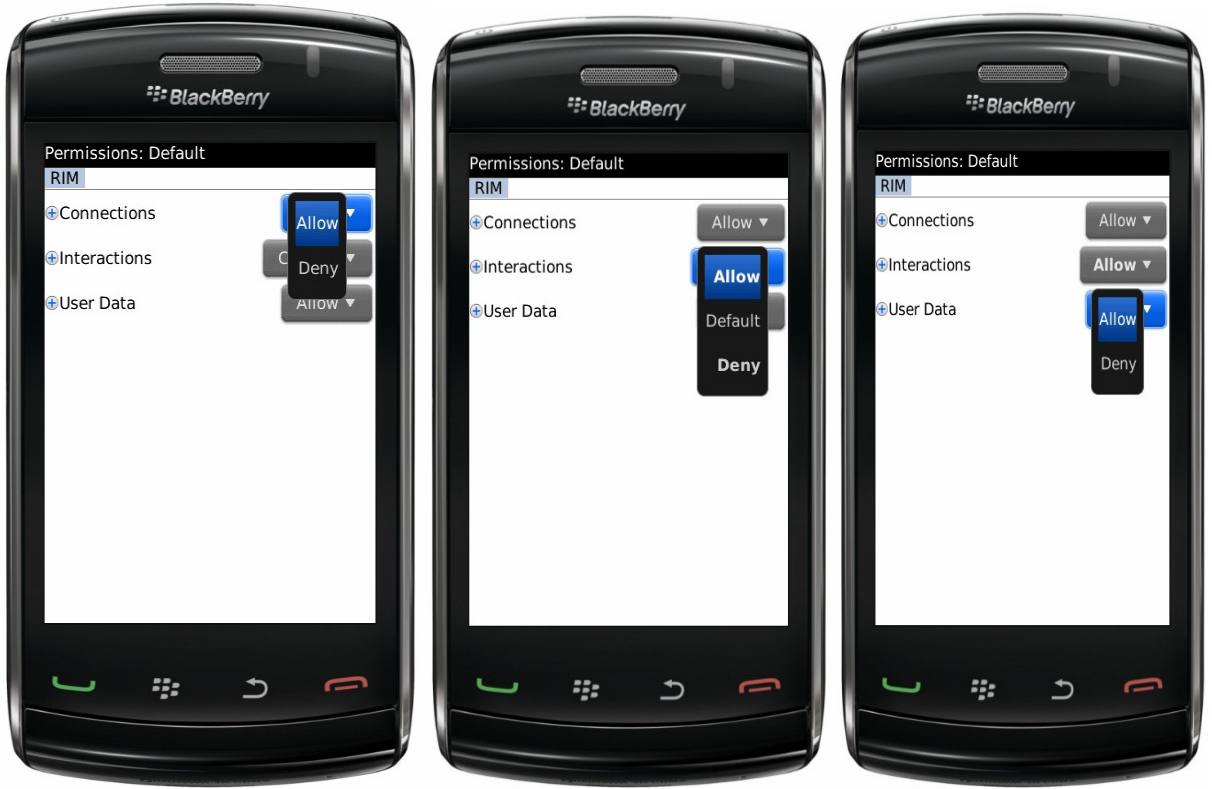 BlackBerry
Permissions: Default
RIM
Connections
Allow
Interactions
Deny
User Data
Allow
BlackBerry
Permissions: Default
RIM
Connections
Allow
Interactions
Allow
User Data
Default
Deny
BlackBerry
Permissions: Default
RIM
Connections
Allow
Interactions
Allow
User Data
Allow
Deny